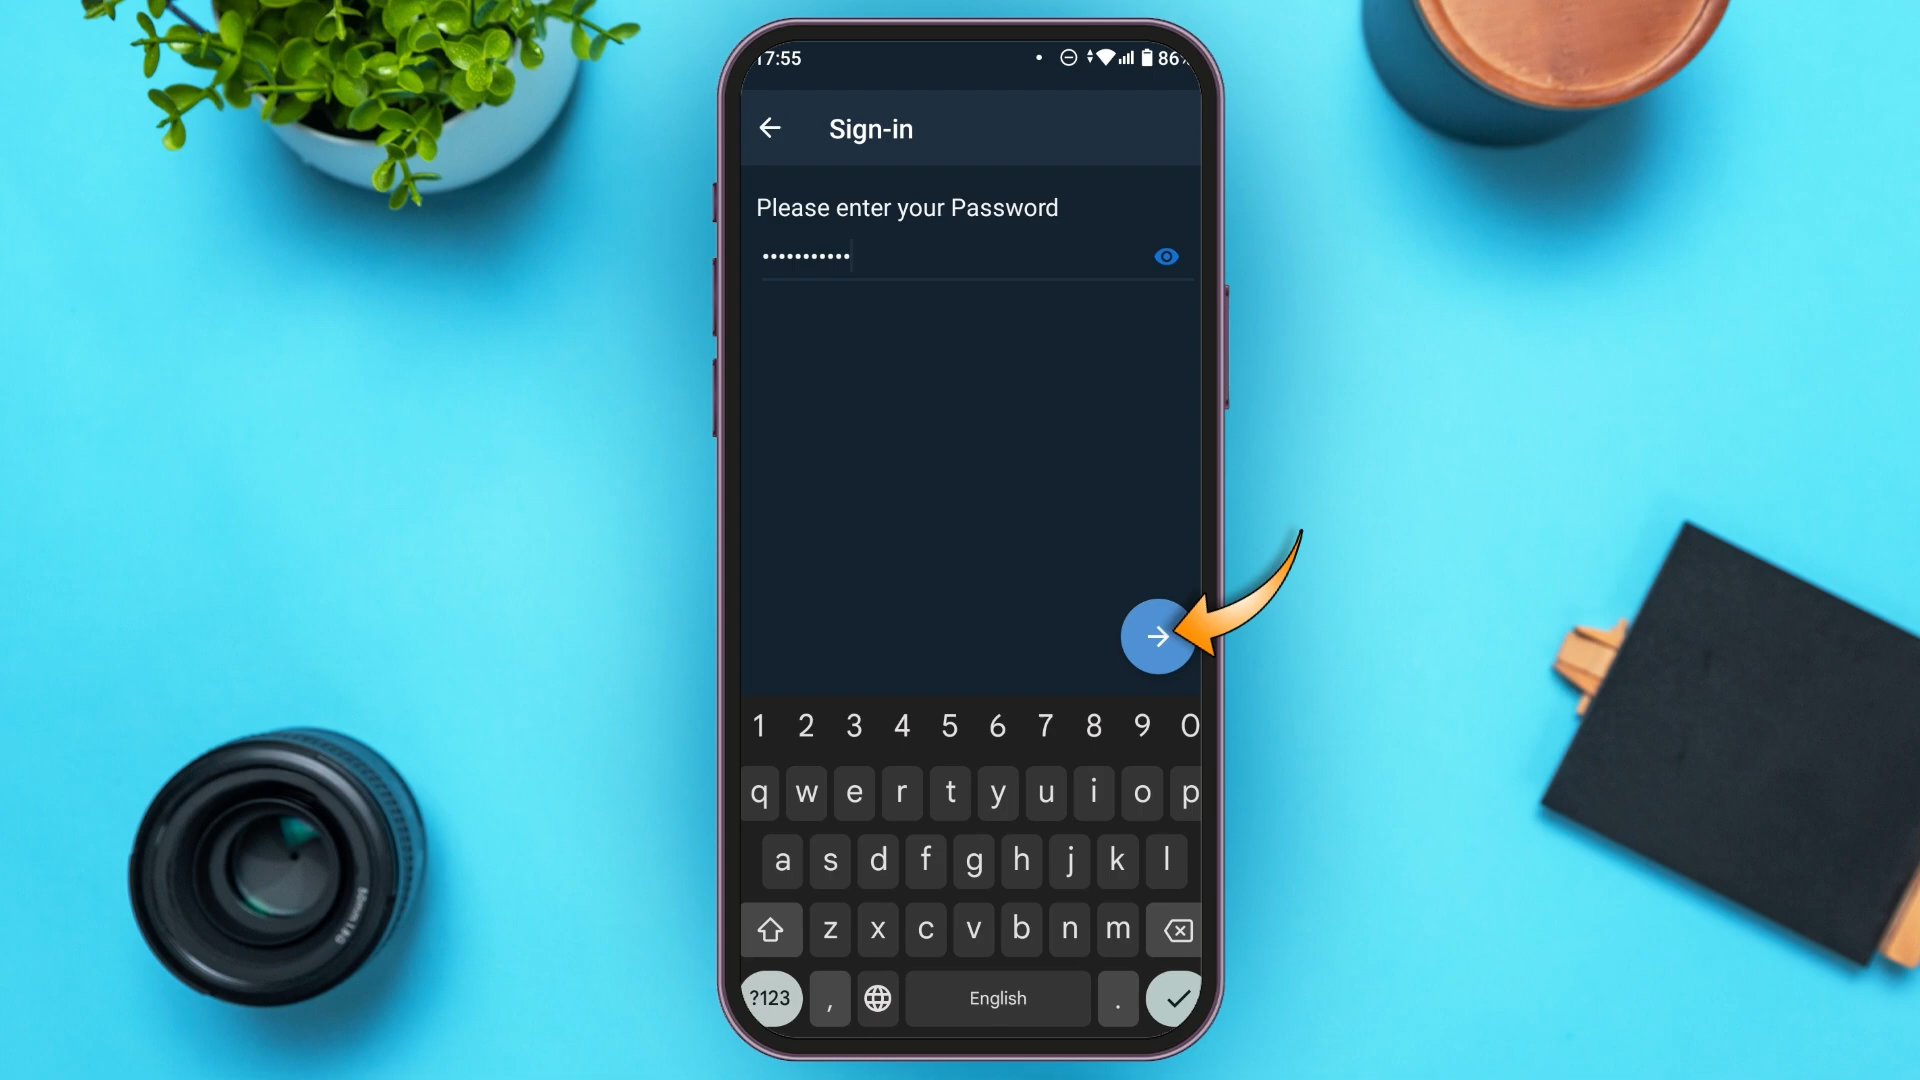 17:55 86%
Sign-in
Please enter your Password
•••••••••••
1 2 3 4 5 6 7 8 9 0
q w e r t y u i o p
a s d f g h j k l
z x c v b n m
?123 , English .